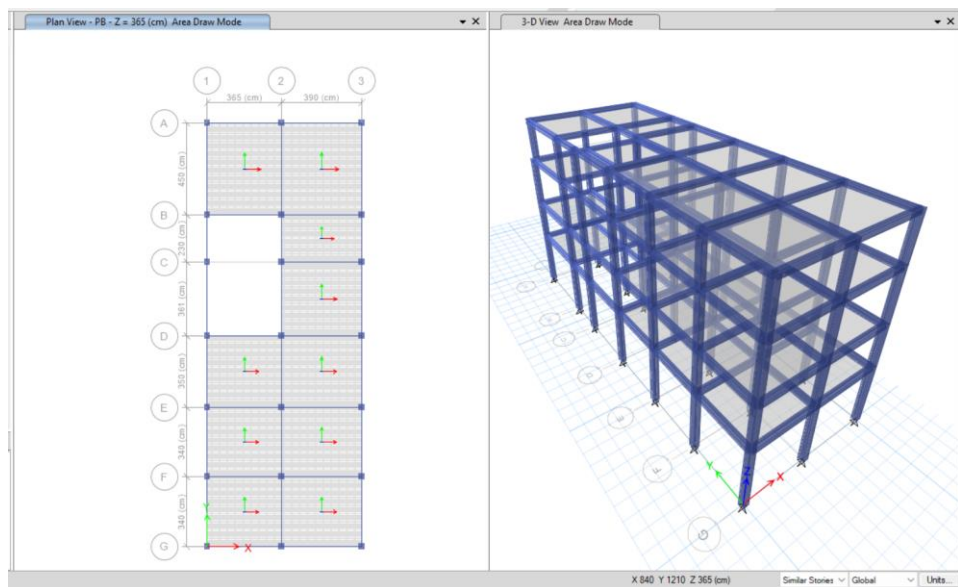 Plan View - PB - Z = 365 (cm) Area Draw Mode
1 2 3
365 (cm) 390 (cm)
A
450 (cm)
B
230 (cm)
C
361 (cm)
D
350 (cm)
E
340 (cm)
F
340 (cm)
Y
G
X
3-D View Area Draw Mode
D
E
F
Y
Z
X
G
X 840 Y 1210 Z 365 (cm)
Similar Stories
Global
Units...